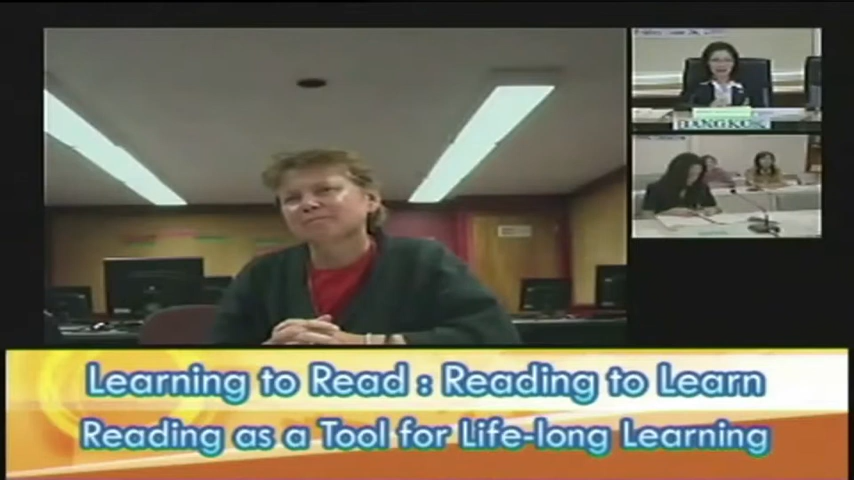 BANGKOK
Learning to Read : Reading to Learn
Reading as a Tool for Life-long Learning